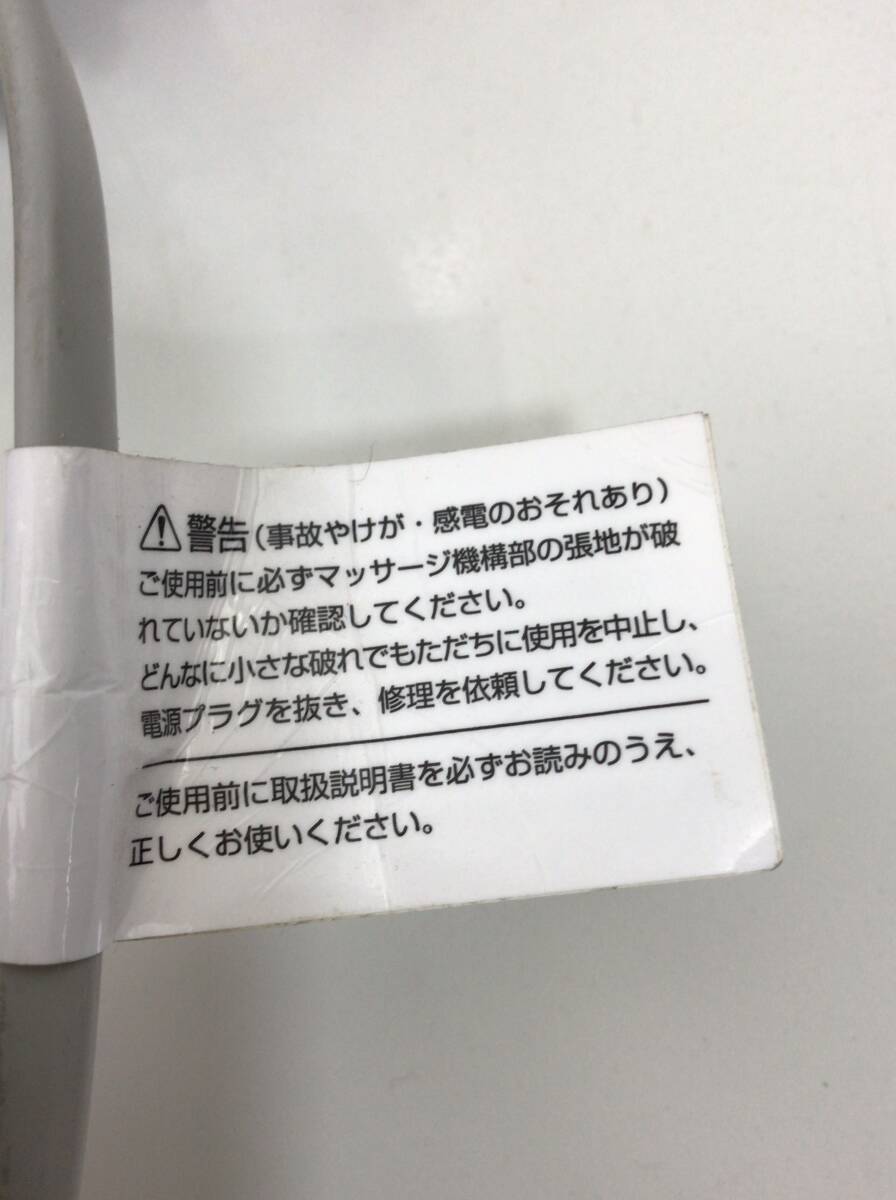 ⚠警告(事故やけが・感電のおそれあり)
ご使用前に必ずマッサージ機構部の張地が破
れていないか確認してください。
どんなに小さな破れでもただちに使用を中止し、
電源プラグを抜き、修理を依頼してください。
ご使用前に取扱説明書を必ずお読みのうえ、
正しくお使いください。